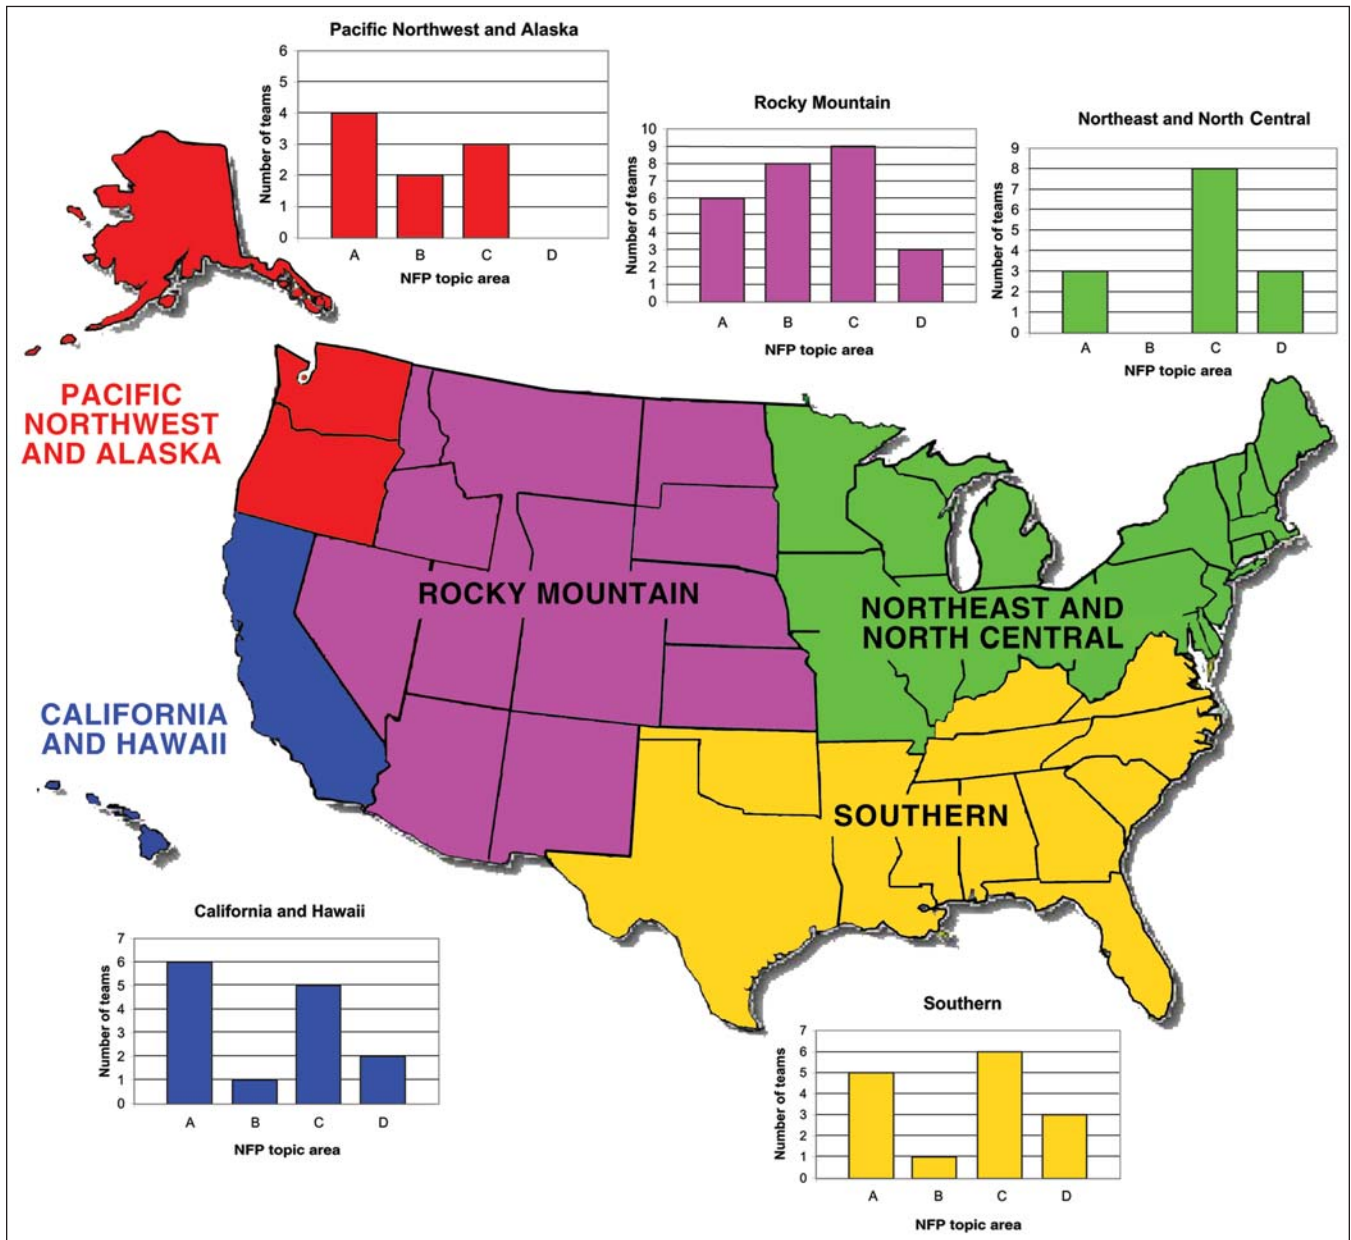 Pacific Northwest and Alaska
6
5
4
3
2
1
0
Number of teams
A B C D
NFP topic area
Rocky Mountain
10
9
8
7
6
5
4
3
2
1
0
Number of teams
A B C D
NFP topic area
Northeast and North Central
9
8
7
6
5
4
3
2
1
0
Number of teams
A B C D
NFP topic area
PACIFIC
NORTHWEST
AND ALASKA
ROCKY MOUNTAIN
NORTHEAST AND
NORTH CENTRAL
CALIFORNIA
AND HAWAII
SOUTHERN
California and Hawaii
7
6
5
4
3
2
1
0
Number of teams
A B C D
NFP topic area
Southern
7
6
5
4
3
2
1
0
Number of teams
A B C D
NFP topic area